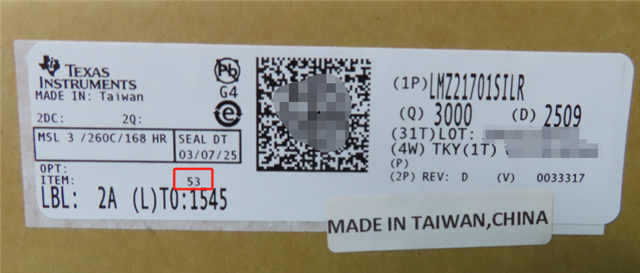 TEXAS
INSTRUMENTS
MADE IN: Taiwan
2DC: 2Q:
MSL 3 /260C/168 HR
SEAL DT
03/07/25
OPT:
ITEM: 53
LBL: 2A (L)TO:1545
Pb
G4
e
(1P) LMZ21701SILR
(Q) 3000 (D) 2509
(31T) LOT:
(4W) TKY(1T)
(P)
(2P) REV: D (V) 0033317
MADE IN TAIWAN,CHINA